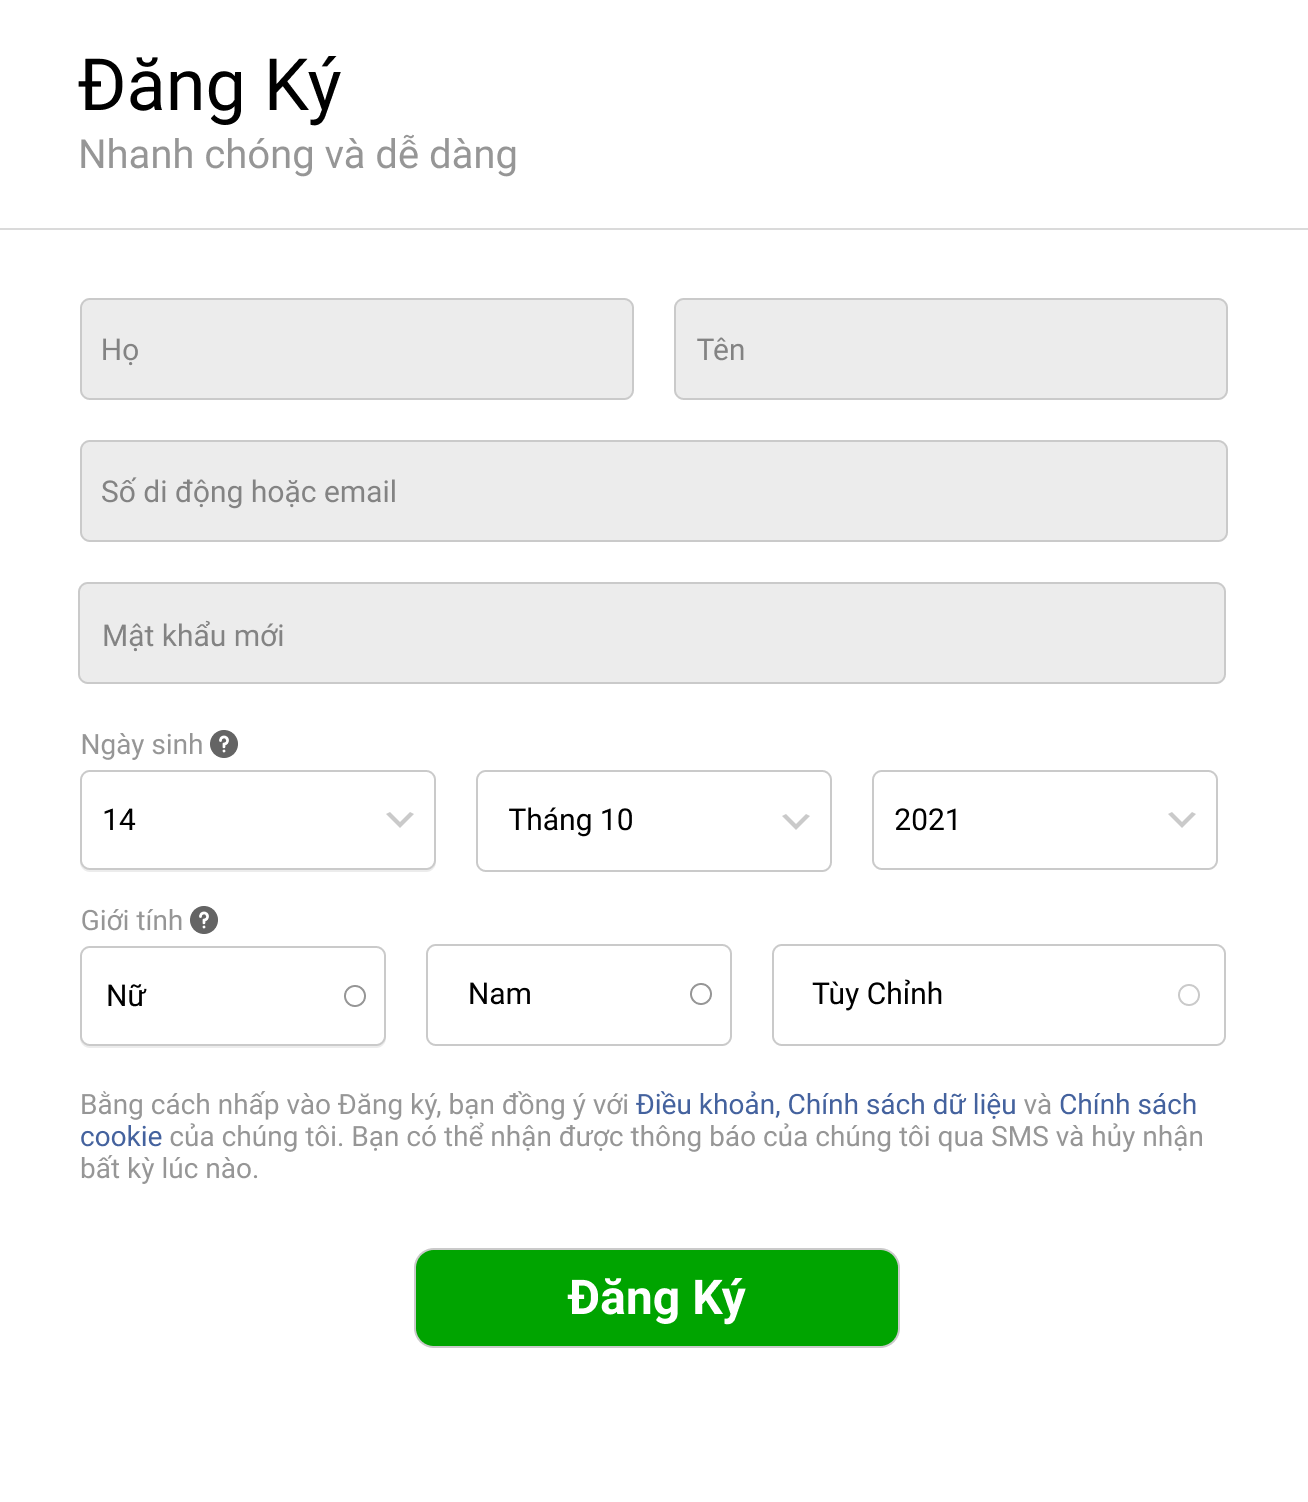 Đăng Ký
Nhanh chóng và dễ dàng
Họ
Tên
Số di động hoặc email
Mật khẩu mới
Ngày sinh ?
14
Tháng 10
2021
Giới tính ?
Nữ
Nam
Tùy Chỉnh
Bằng cách nhấp vào Đăng ký, bạn đồng ý với Điều khoản, Chính sách dữ liệu và Chính sách
cookie của chúng tôi. Bạn có thể nhận được thông báo của chúng tôi qua SMS và hủy nhận
bất kỳ lúc nào.
Đăng Ký